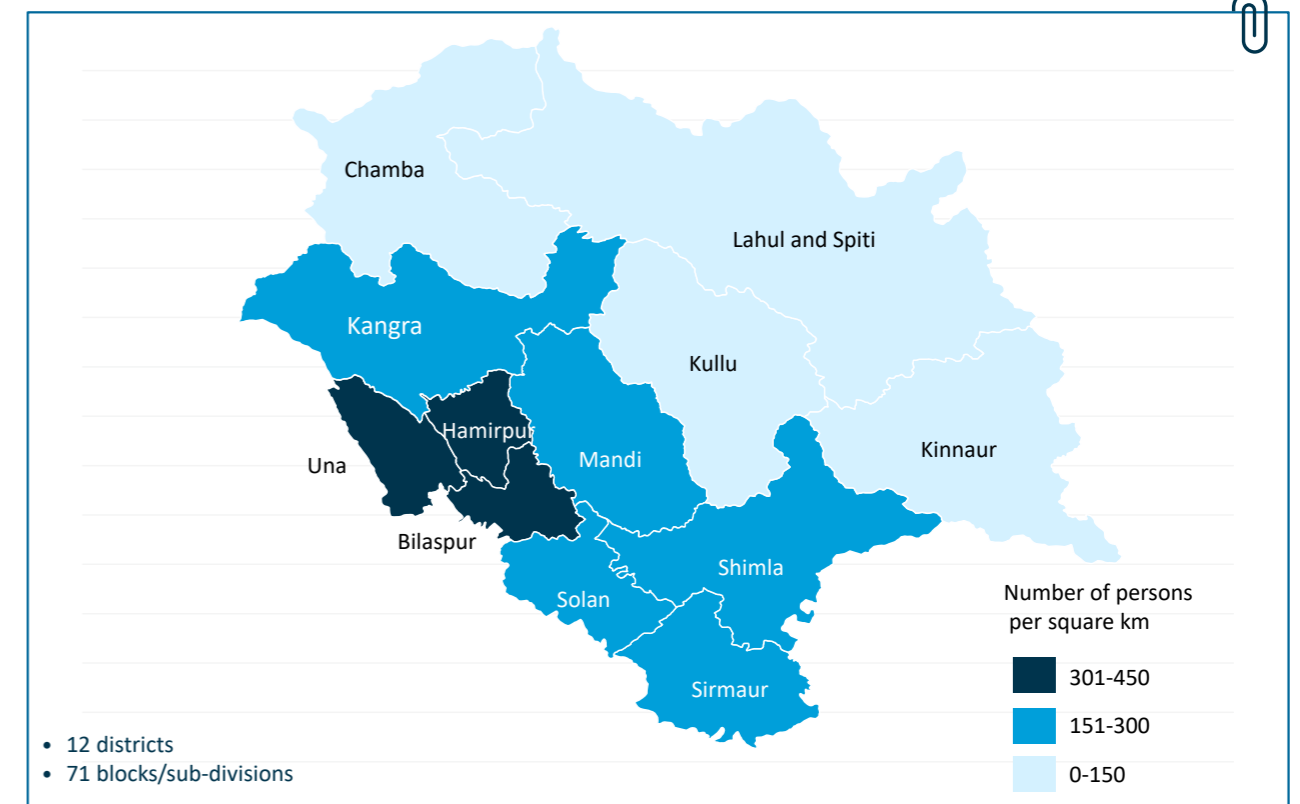 Chamba
Lahul and Spiti
Kangra
Kullu
Hamirpur
Kinnaur
Mandi
Una
Bilaspur
Shimla
Solan
Sirmaur
Number of persons
per square km
301-450
151-300
0-150
• 12 districts
• 71 blocks/sub-divisions